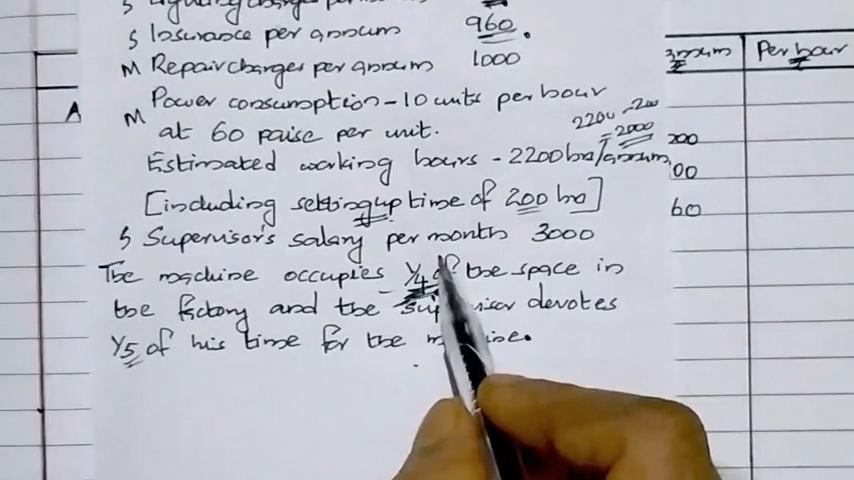 S Lighting charges per
S Insurance per annum 960.
M Repair charges per annum 1000
M Power consumption - 10 units per hour
at 60 paise per unit.
2200 - 200
= 2000
Estimated working hours - 2200 hrs/annum
[including setting up time of 200 hrs]
S Supervisor's salary per month 3000
The machine occupies 1/4 of the space in
the factory and the supervisor devotes
1/5 of his time for the machine.
annum Per hour
A
00
60